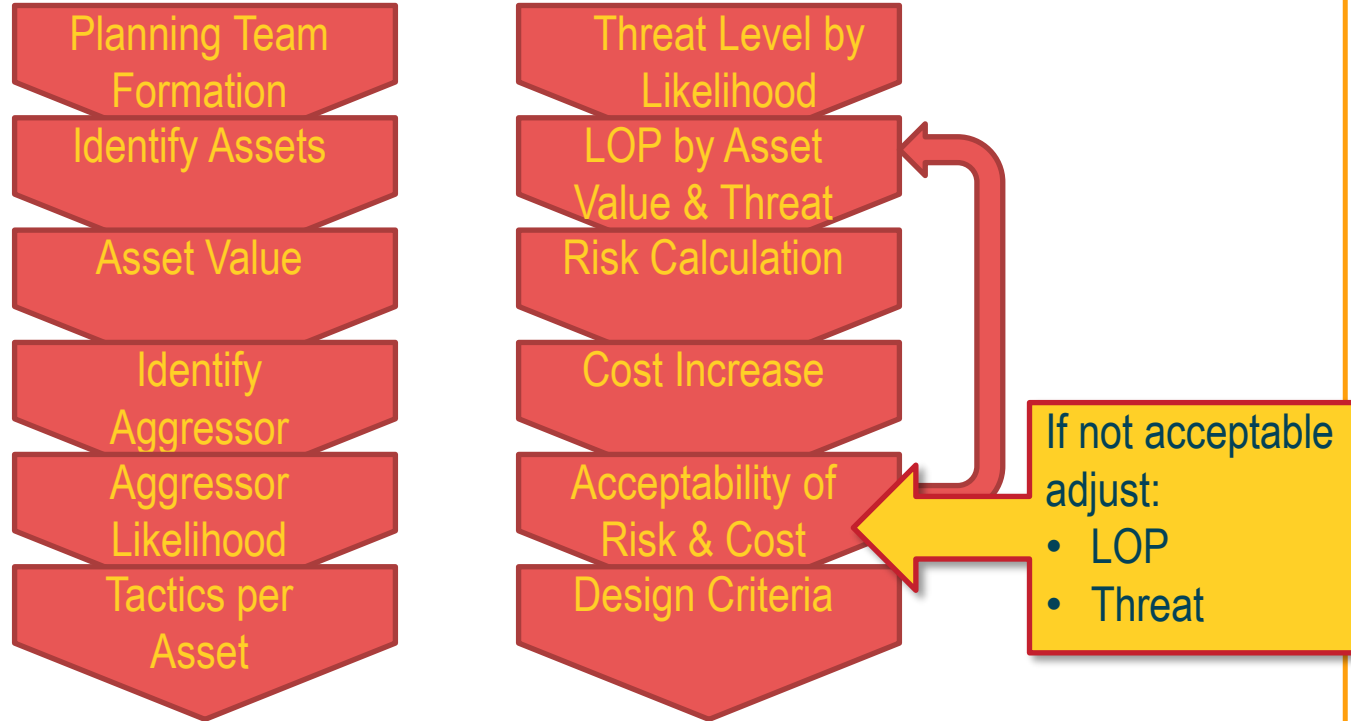 Planning Team
Formation
Identify Assets
Asset Value
Identify
Aggressor
Aggressor
Likelihood
Tactics per
Asset
Threat Level by
Likelihood
LOP by Asset
Value & Threat
Risk Calculation
Cost Increase
Acceptability of
Risk & Cost
Design Criteria
If not acceptable
adjust:
• LOP
• Threat